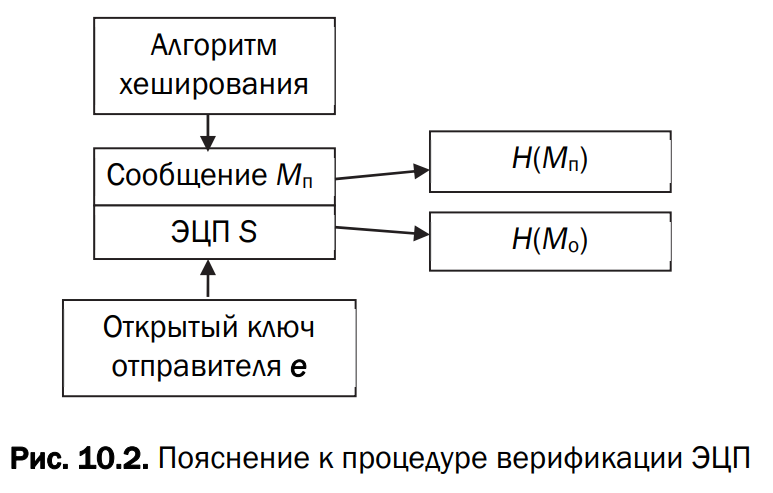 Алгоритм
хеширования
Сообщение Mп
H(Mп)
ЭЦП S
H(Mо)
Открытый ключ
отправителя e
Рис. 10.2. Пояснение к процедуре верификации ЭЦП